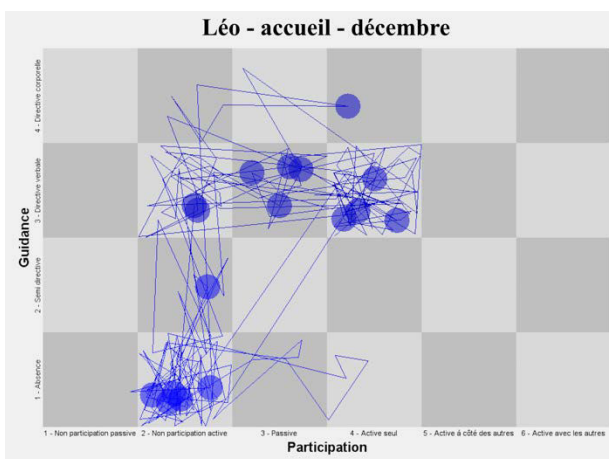 Léo - accueil - décembre
Guidance
4 - Directive corporelle
3 - Directive verbale
2 - Semi directive
1 - Absence
1 - Non participation passive
2 - Non participation active
3 - Passive
4 - Active seul
5 - Active á côté des autres
6 - Active avec les autres
Participation